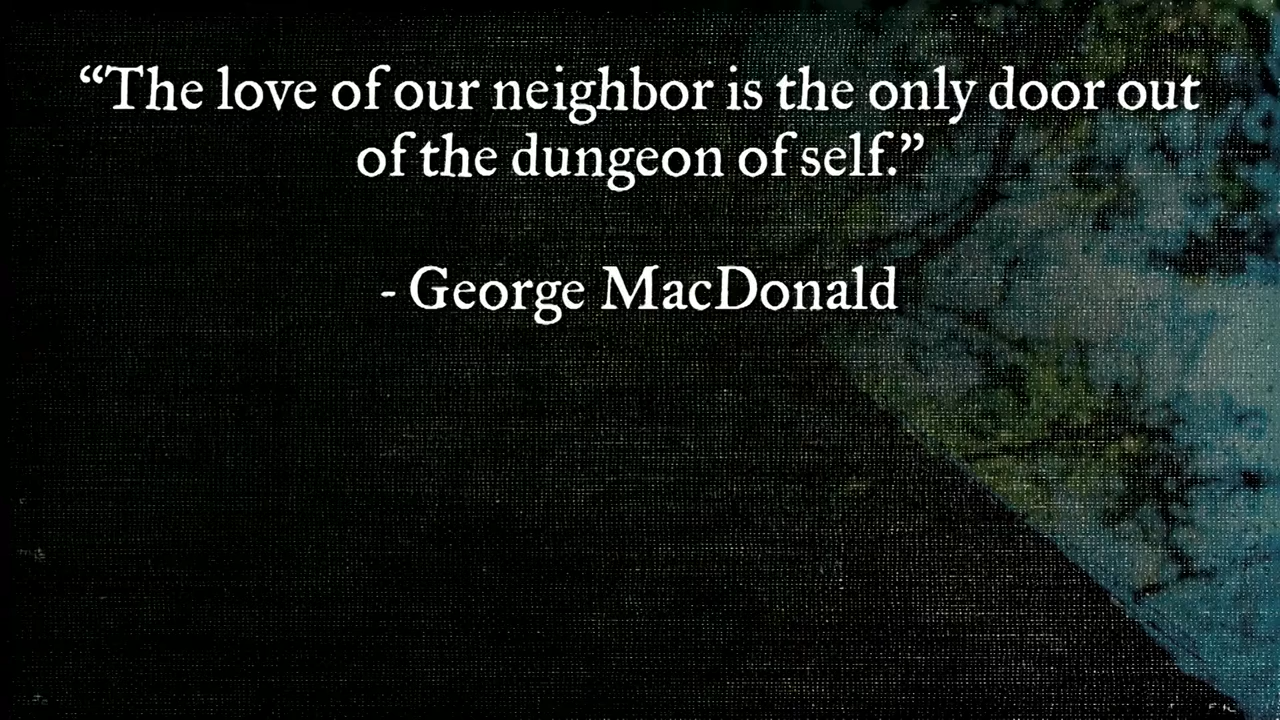 “The love of our neighbor is the only door out
of the dungeon of self.”
- George MacDonald